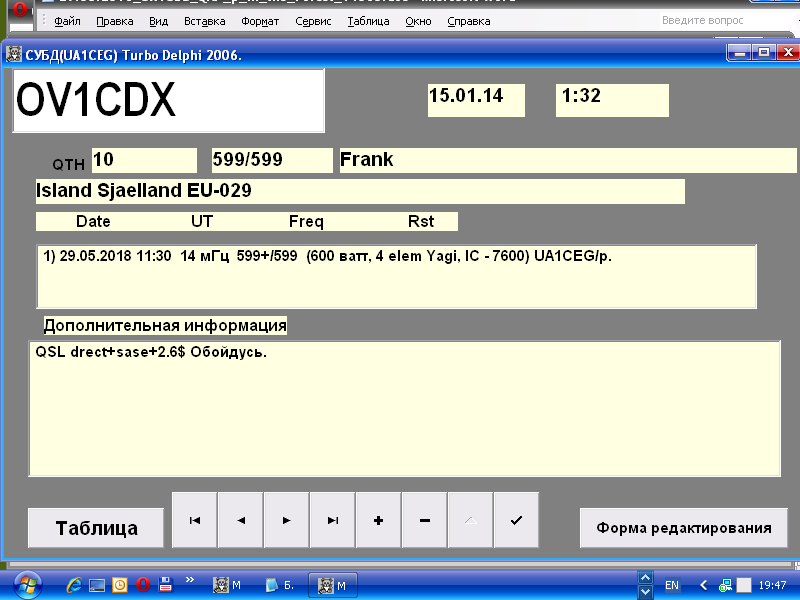 Файл Правка Вид Вставка Формат Сервис Таблица Окно Справка Введите вопрос
СУБД(UA1CEG) Turbo Delphi 2006.
OV1CDX 15.01.14 1:32
QTH 10 599/599 Frank
Island Sjaelland EU-029
Date UT Freq Rst
1) 29.05.2018 11:30 14 мГц 599+/599 (600 ватт, 4 elem Yagi, IC - 7600) UA1CEG/p.
Дополнительная информация
QSL drect+sase+2.6$ Обойдусь.
Таблица Форма редактирования
М Б. М EN 19:47